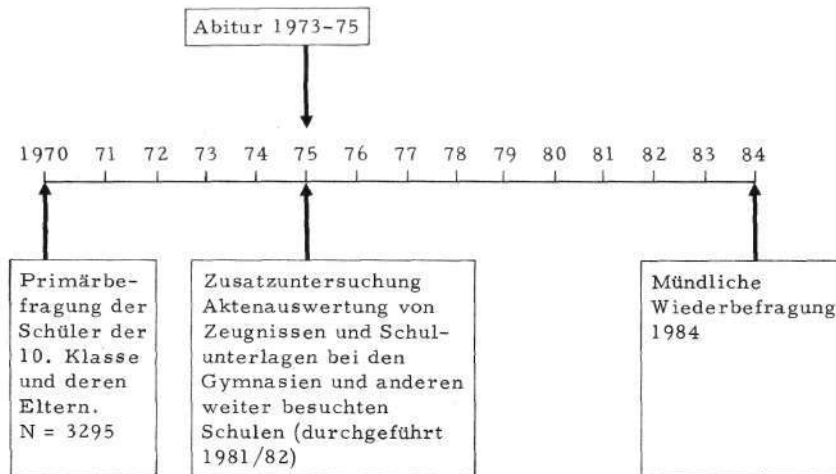 Abitur 1973-75
1970 71 72 73 74 75 76 77 78 79 80 81 82 83 84
Primärbe-
fragung der
Schüler der
10. Klasse
und deren
Eltern.
N = 3295
Zusatzuntersuchung
Aktenauswertung von
Zeugnissen und Schul-
unterlagen bei den
Gymnasien und anderen
weiter besuchten
Schulen (durchgeführt
1981/82)
Mündliche
Wiederbefragung
1984